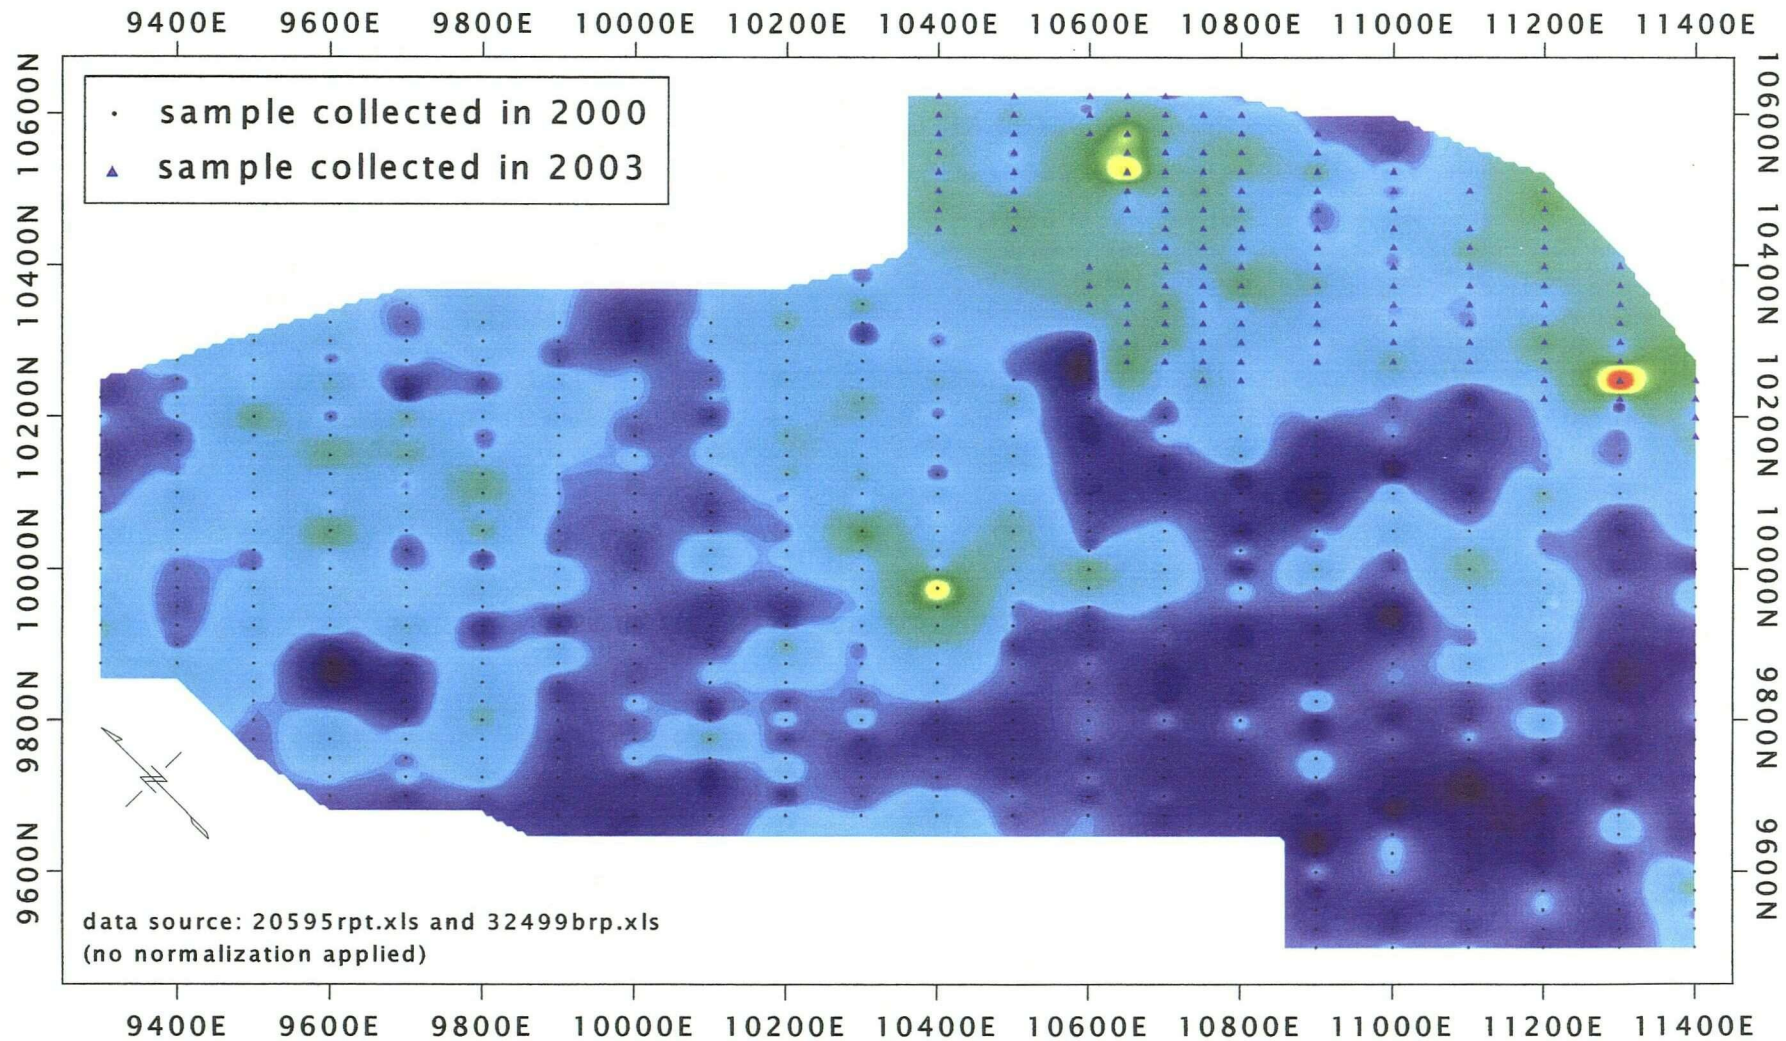 9400E 9600E 9800E 10000E 10200E 10400E 10600E 10800E 11000E 11200E 11400E
sample collected in 2000
sample collected in 2003
10600N
10400N
10200N
10000N
9800N
9600N
10600N
10400N
10200N
10000N
9800N
9600N
data source: 20595rpt.xls and 32499brp.xls
(no normalization applied)
9400E 9600E 9800E 10000E 10200E 10400E 10600E 10800E 11000E 11200E 11400E